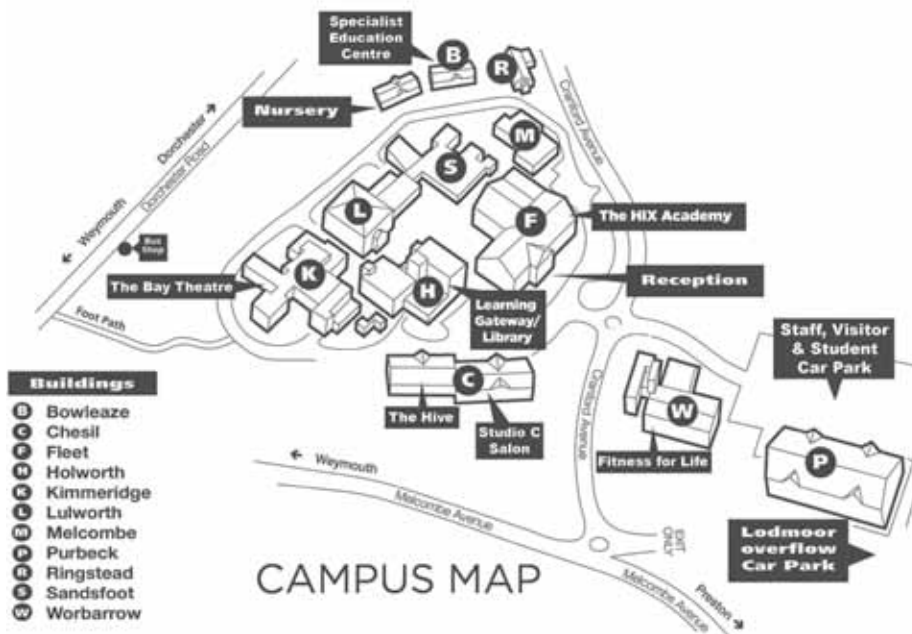 Specialist
Education
Centre
B
R
Nursery
M
Cranford Avenue
Dorchester
Dorchester Road
Weymouth
S
L
F
The HIX Academy
Bus
Stop
K
The Bay Theatre
H
Reception
Learning
Gateway/
Library
Foot Path
Staff, Visitor
& Student
Car Park
C
The Hive
Studio C
Salon
Cranford Avenue
W
Fitness for Life
P
Weymouth
Melcombe Avenue
EXIT
ONLY
Lodmoor
overflow
Car Park
Melcombe Avenue
Preston
Buildings
B Bowleaze
C Chesil
F Fleet
H Holworth
K Kimmeridge
L Lulworth
M Melcombe
P Purbeck
R Ringstead
S Sandsfoot
W Worbarrow
CAMPUS MAP